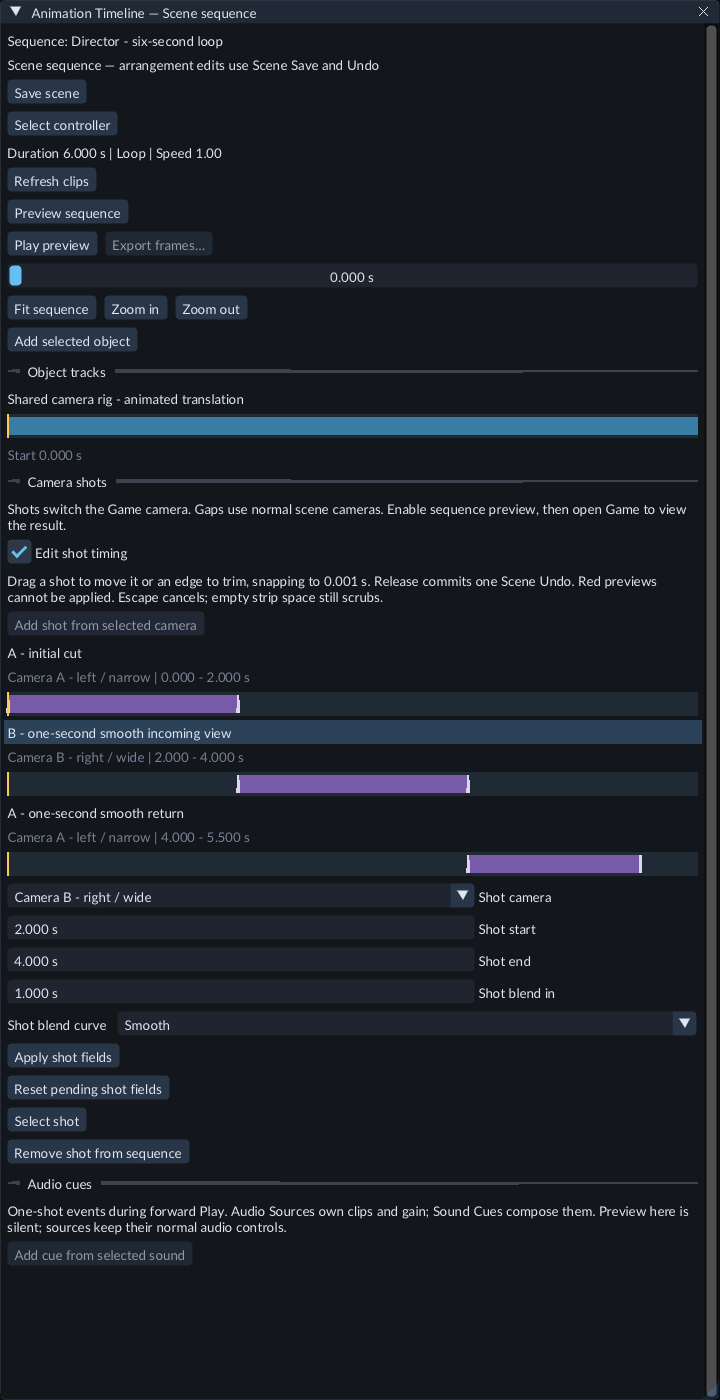 Animation Timeline — Scene sequence
Sequence: Director - six-second loop
Scene sequence — arrangement edits use Scene Save and Undo
Save scene
Select controller
Duration 6.000 s | Loop | Speed 1.00
Refresh clips
Preview sequence
Play preview Export frames...
0.000 s
Fit sequence Zoom in Zoom out
Add selected object
Object tracks
Shared camera rig - animated translation
Start 0.000 s
Camera shots
Shots switch the Game camera. Gaps use normal scene cameras. Enable sequence preview, then open Game to view
the result.
Edit shot timing
Drag a shot to move it or an edge to trim, snapping to 0.001 s. Release commits one Scene Undo. Red previews
cannot be applied. Escape cancels; empty strip space still scrubs.
Add shot from selected camera
A - initial cut
Camera A - left / narrow | 0.000 - 2.000 s
B - one-second smooth incoming view
Camera B - right / wide | 2.000 - 4.000 s
A - one-second smooth return
Camera A - left / narrow | 4.000 - 5.500 s
Camera B - right / wide Shot camera
2.000 s Shot start
4.000 s Shot end
1.000 s Shot blend in
Shot blend curve Smooth
Apply shot fields
Reset pending shot fields
Select shot
Remove shot from sequence
Audio cues
One-shot events during forward Play. Audio Sources own clips and gain; Sound Cues compose them. Preview here is
silent; sources keep their normal audio controls.
Add cue from selected sound